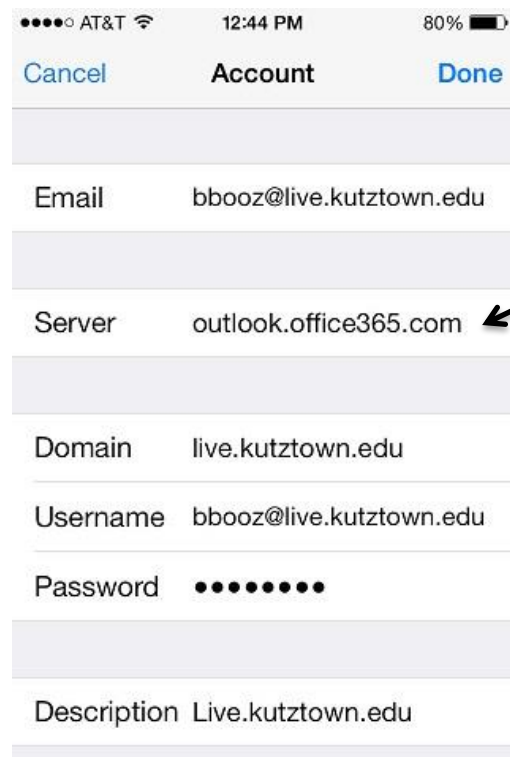 AT&T 12:44 PM 80%
Cancel Account Done
Email bbooz@live.kutztown.edu
Server outlook.office365.com
Domain live.kutztown.edu
Username bbooz@live.kutztown.edu
Password ••••••••
Description Live.kutztown.edu